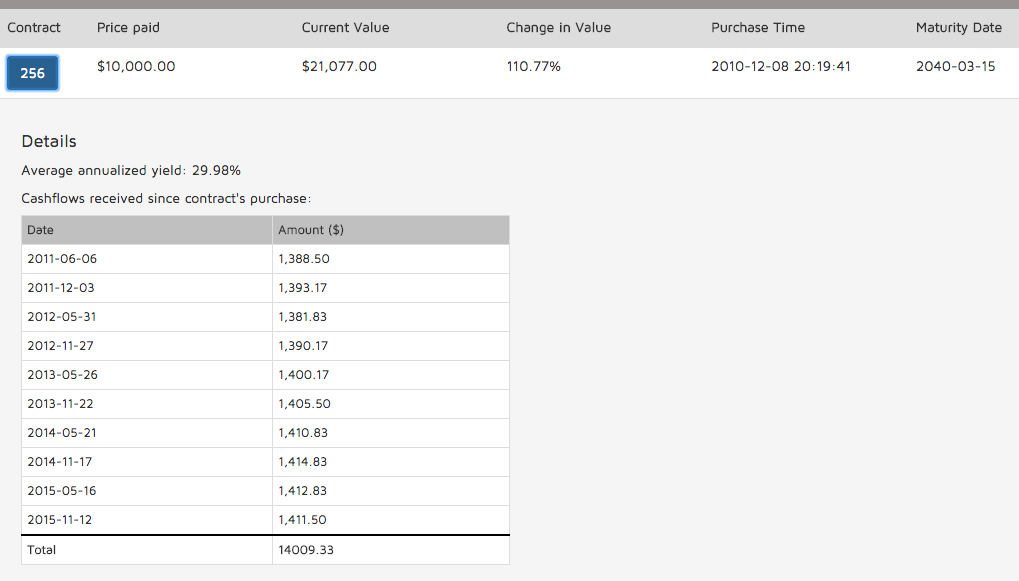 Contract Price paid Current Value Change in Value Purchase Time Maturity Date
256 $10,000.00 $21,077.00 110.77% 2010-12-08 20:19:41 2040-03-15
Details
Average annualized yield: 29.98%
Cashflows received since contract's purchase:
Date Amount ($)
2011-06-06 1,388.50
2011-12-03 1,393.17
2012-05-31 1,381.83
2012-11-27 1,390.17
2013-05-26 1,400.17
2013-11-22 1,405.50
2014-05-21 1,410.83
2014-11-17 1,414.83
2015-05-16 1,412.83
2015-11-12 1,411.50
Total 14009.33